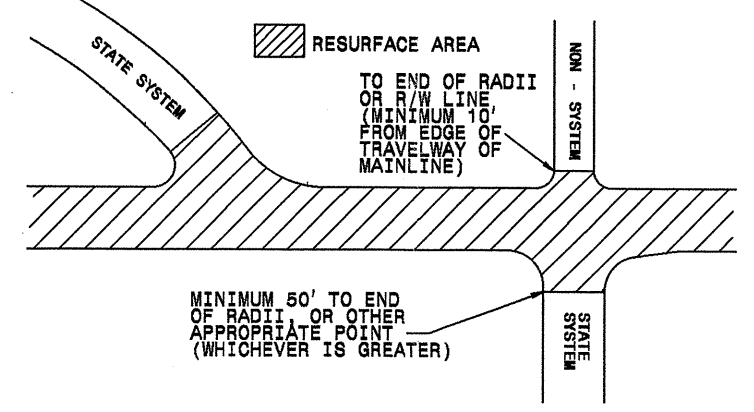 STATE SYSTEM
RESURFACE AREA
TO END OF RADII
OR R/W LINE
(MINIMUM 10'
FROM EDGE OF
TRAVELWAY OF
MAINLINE)
NON - SYSTEM
MINIMUM 50' TO END
OF RADII, OR OTHER
APPROPRIATE POINT
(WHICHEVER IS GREATER)
STATE
SYSTEM